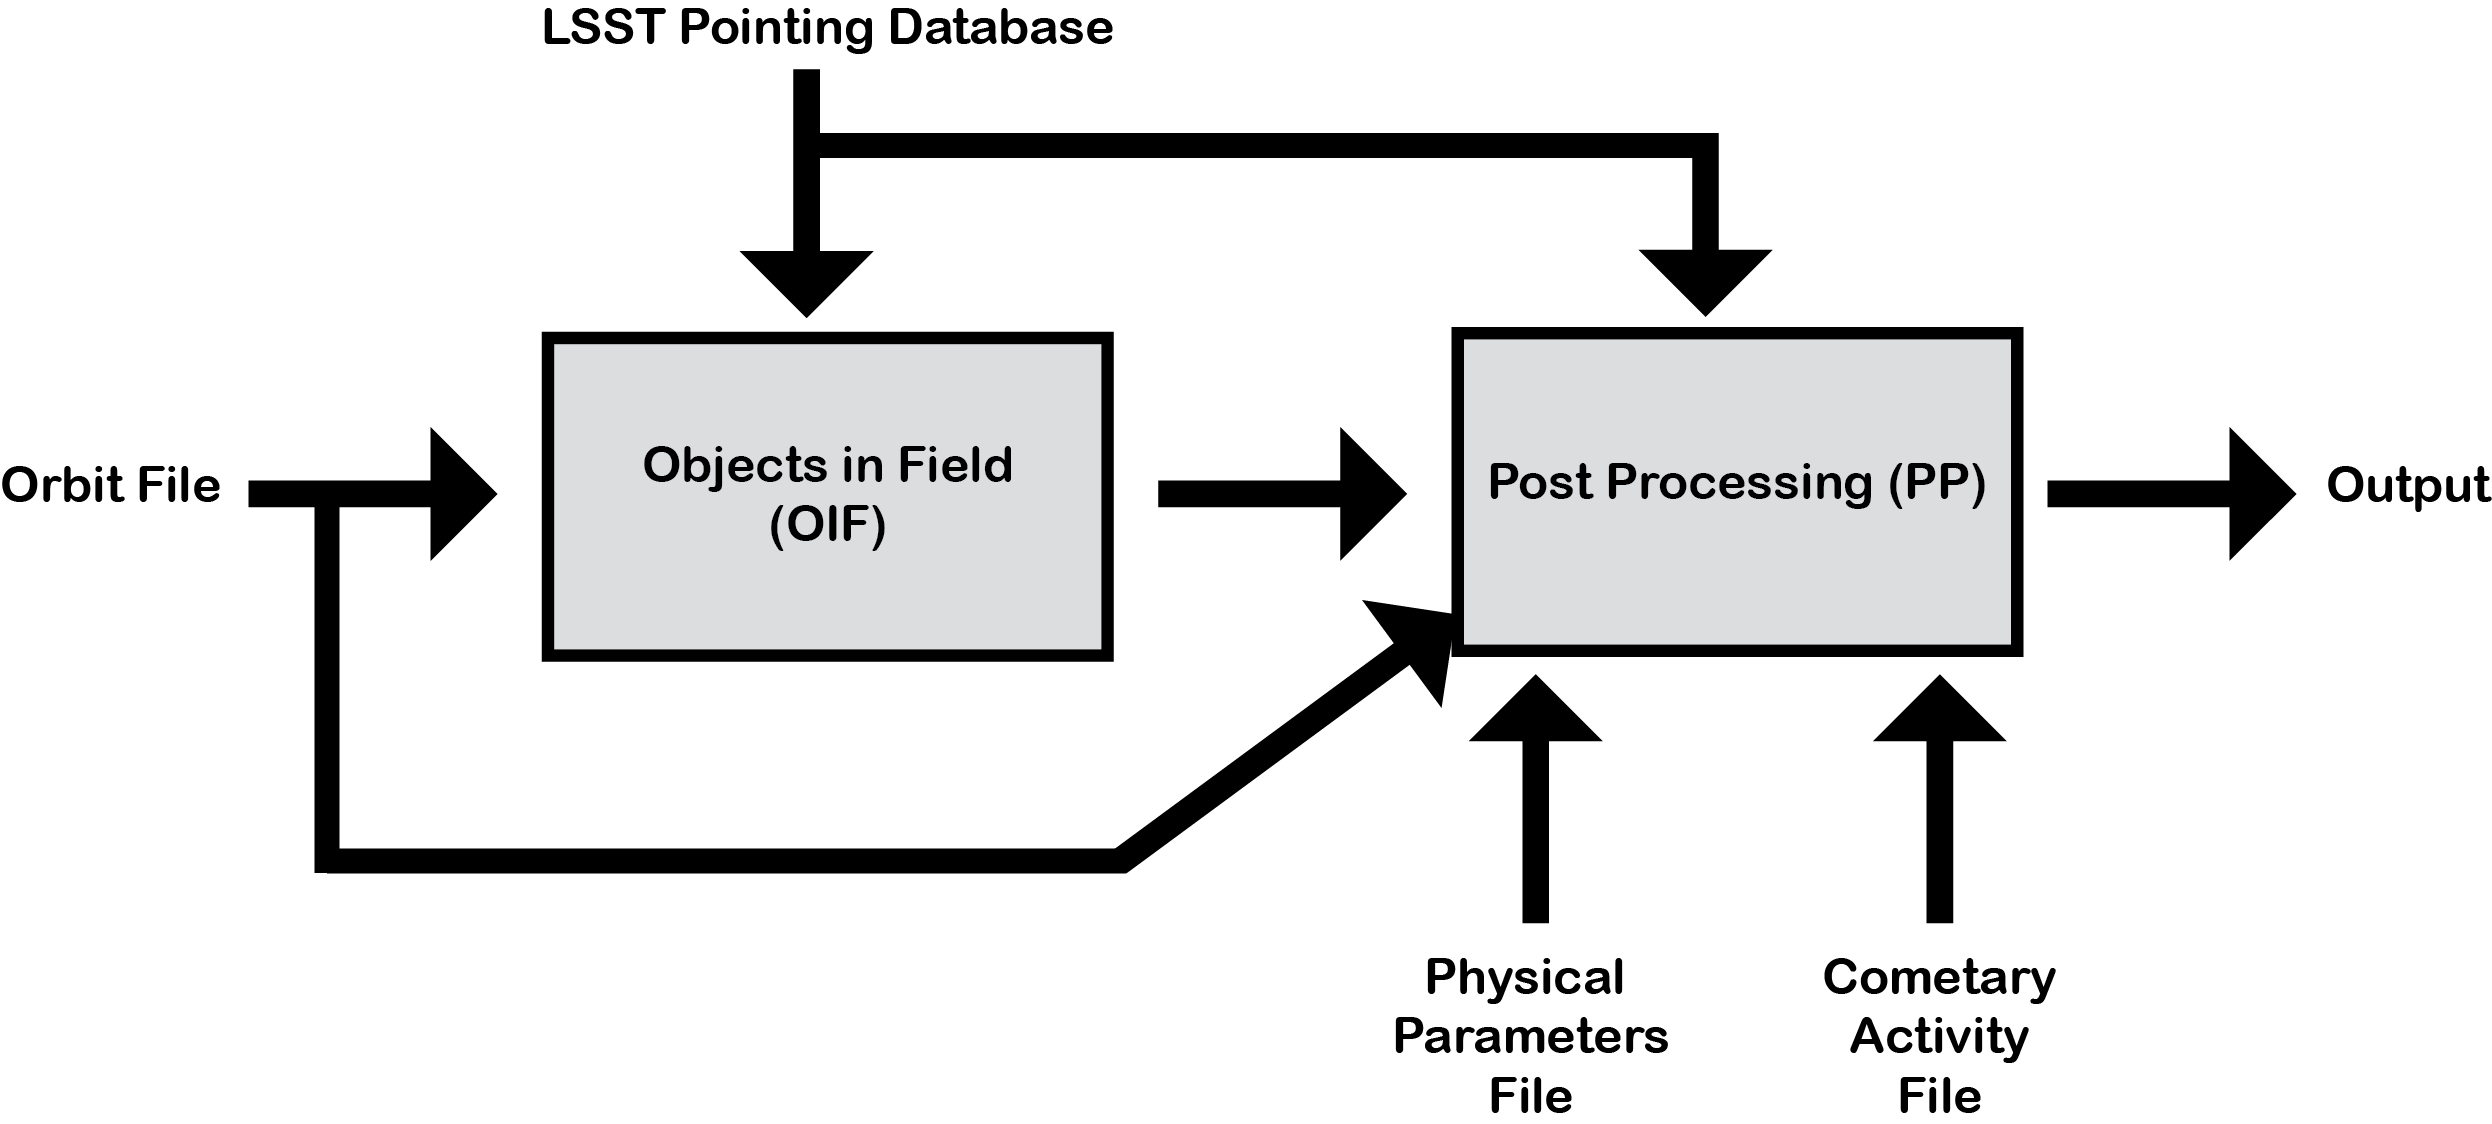 LSST Pointing Database
Orbit File
Objects in Field
(OIF)
Post Processing (PP)
Output
Physical
Parameters
File
Cometary
Activity
File